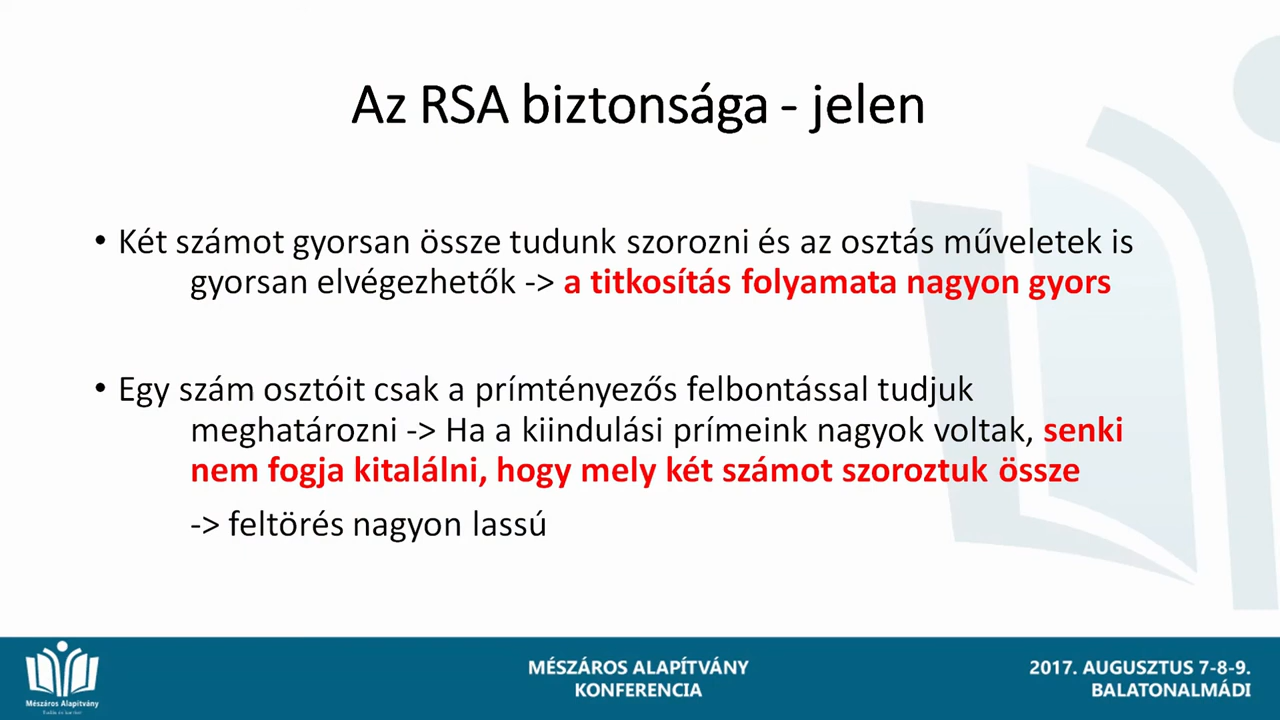 Az RSA biztonsága - jelen
• Két számot gyorsan össze tudunk szorozni és az osztás műveletek is
gyorsan elvégezhetők -> a titkosítás folyamata nagyon gyors
• Egy szám osztóit csak a prímtényezős felbontással tudjuk
meghatározni -> Ha a kiindulási prímeink nagyok voltak, senki
nem fogja kitalálni, hogy mely két számot szoroztuk össze
-> feltörés nagyon lassú
Mészáros Alapítvány
MÉSZÁROS ALAPÍTVÁNY
KONFERENCIA
2017. AUGUSZTUS 7-8-9.
BALATONALMÁDI